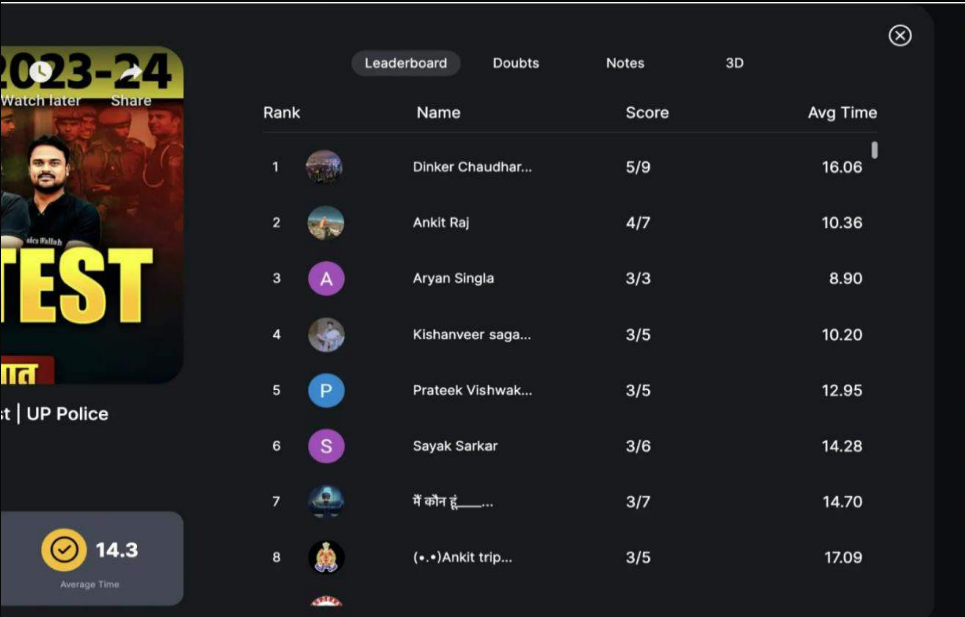 2023-24
Watch later Share
TEST
st | UP Police
14.3
Average Time
Leaderboard Doubts Notes 3D
Rank Name Score Avg Time
1 Dinker Chaudhar... 5/9 16.06
2 Ankit Raj 4/7 10.36
A 3 Aryan Singla 3/3 8.90
4 Kishanveer saga... 3/5 10.20
5 P Prateek Vishwak... 3/5 12.95
6 S Sayak Sarkar 3/6 14.28
7 मैं कौन हूं____... 3/7 14.70
8 (•.•)Ankit trip... 3/5 17.09